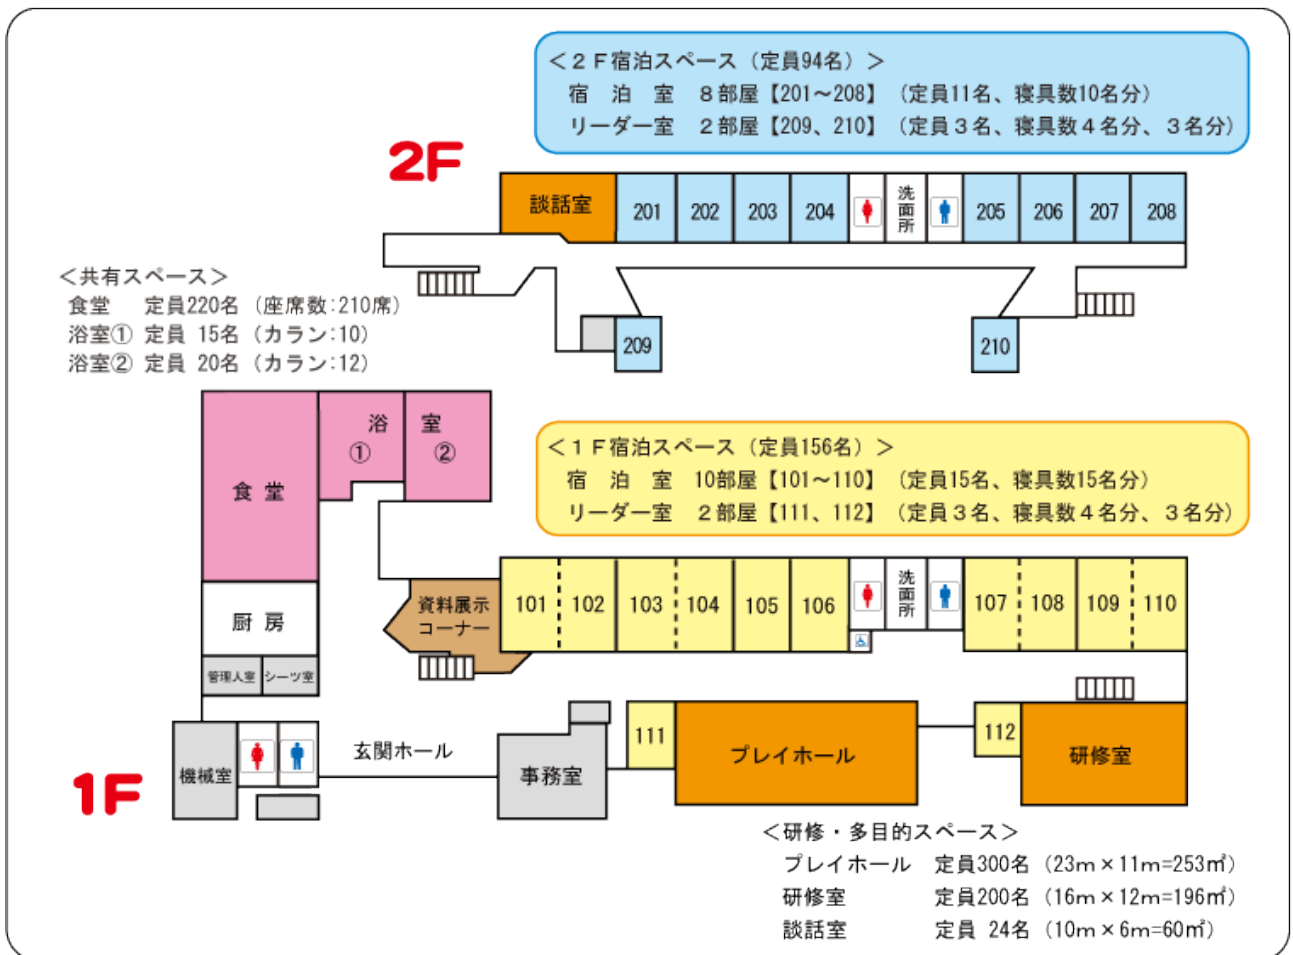 ＜２Ｆ宿泊スペース（定員94名）＞
宿　泊　室　８部屋【201～208】（定員11名、寝具数10名分）
リーダー室　２部屋【209、210】（定員３名、寝具数４名分、３名分）
2F
談話室 201 202 203 204 洗面所 205 206 207 208
209 210
＜共有スペース＞
食堂　定員220名（座席数:210席）
浴室① 定員 15名（カラン:10）
浴室② 定員 20名（カラン:12）
浴 室
① ②
食 堂
＜１Ｆ宿泊スペース（定員156名）＞
宿　泊　室　10部屋【101～110】（定員15名、寝具数15名分）
リーダー室　２部屋【111、112】（定員３名、寝具数４名分、３名分）
資料展示
コーナー
101 102 103 104 105 106 洗面所 107 108 109 110
厨 房
管理人室 シーツ室
機械室
玄関ホール
事務室
111
プレイホール
112
研修室
1F
＜研修・多目的スペース＞
プレイホール　定員300名（23ｍ×11ｍ=253㎡）
研修室　定員200名（16ｍ×12ｍ=196㎡）
談話室　定員 24名（10ｍ×6ｍ=60㎡）